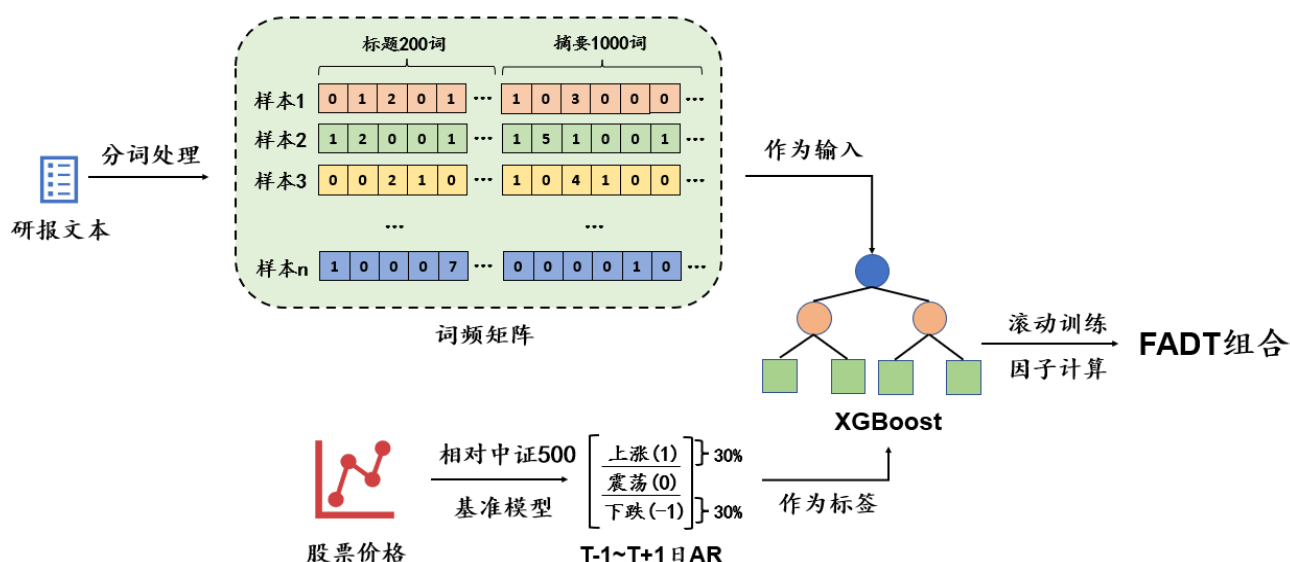 标题200词 摘要1000词
样本1 0 1 2 0 1 ... 1 0 3 0 0 0 ...
样本2 1 2 0 0 1 ... 1 5 1 0 0 1 ...
样本3 0 0 2 1 0 ... 1 0 4 1 0 0 ...
... ...
样本n 1 0 0 0 7 ... 0 0 0 0 1 0 ...
词频矩阵
分词处理
研报文本
作为输入
XGBoost
滚动训练
因子计算
FADT组合
相对中证500
基准模型
股票价格
上涨(1) 30%
震荡(0)
下跌(-1) 30%
T-1~T+1日AR
作为标签